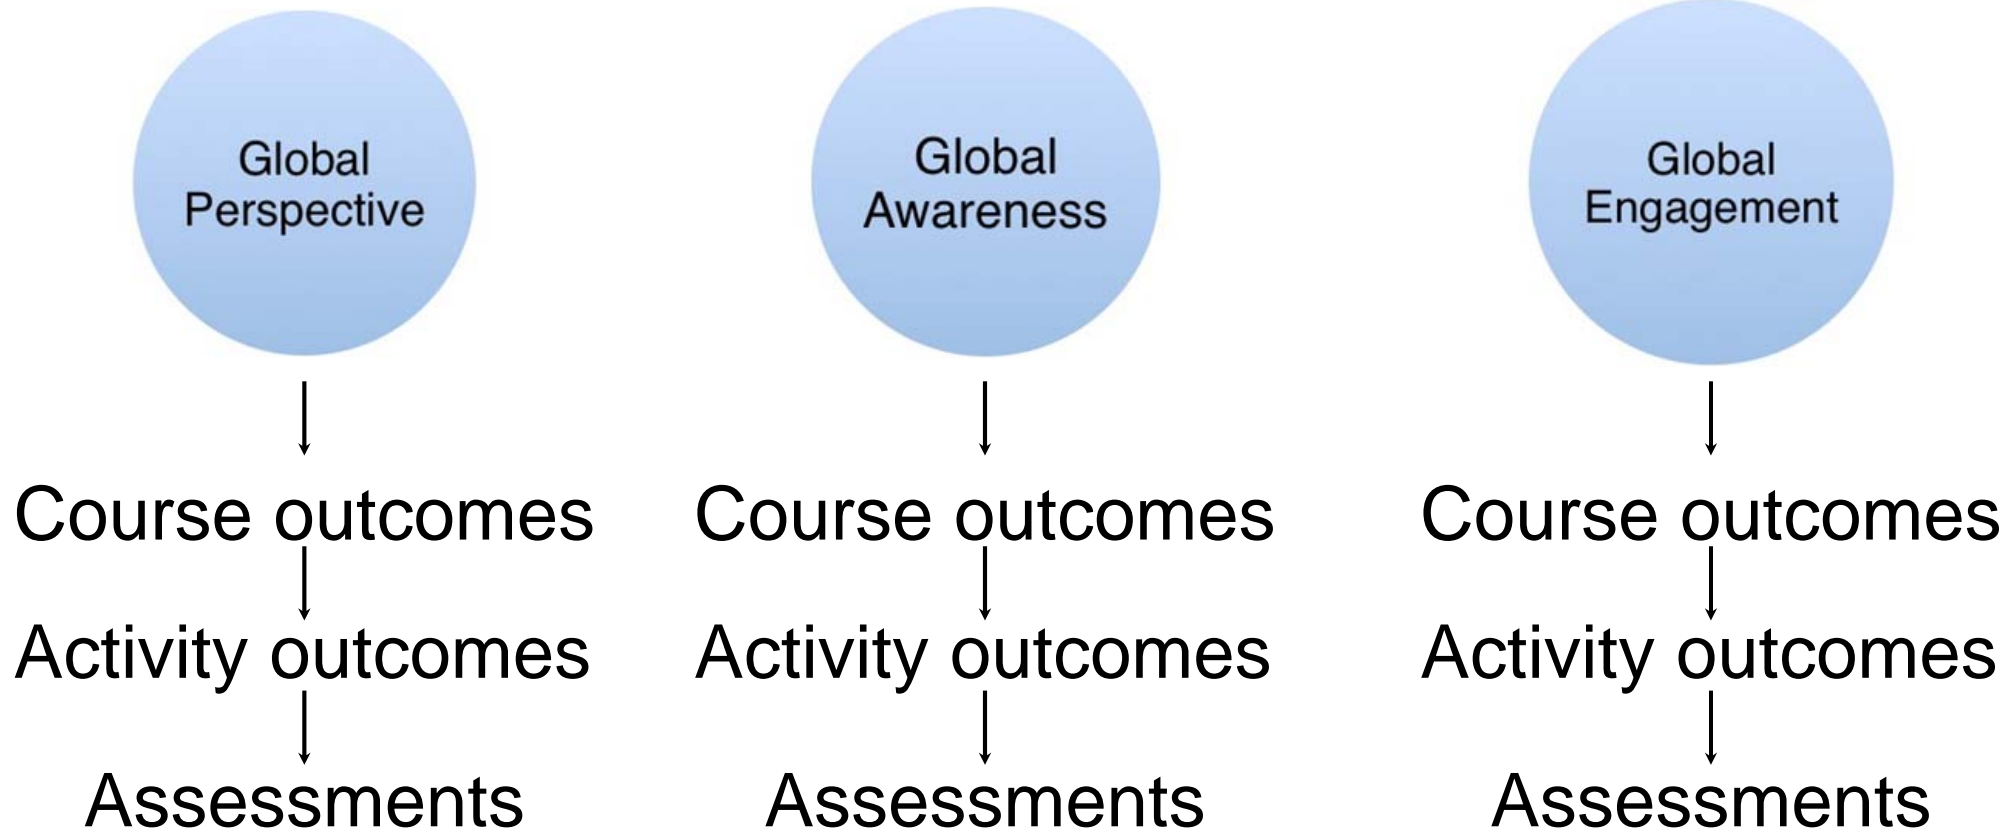 Global
Perspective
Global
Awareness
Global
Engagement
Course outcomes
Course outcomes
Course outcomes
Activity outcomes
Activity outcomes
Activity outcomes
Assessments
Assessments
Assessments